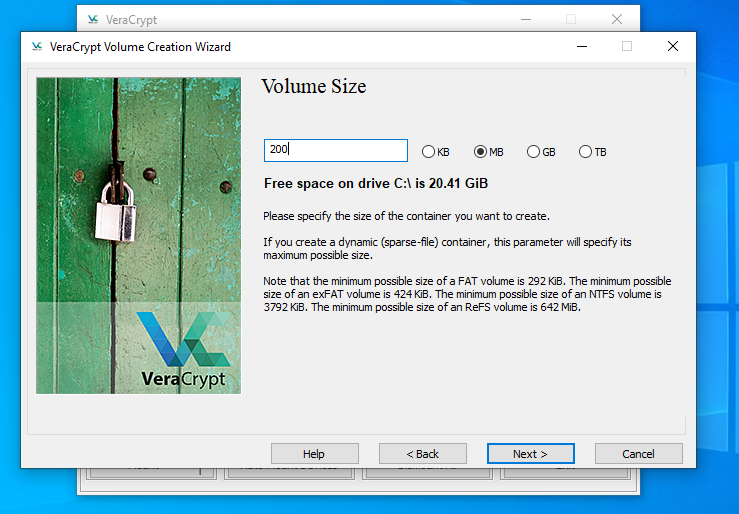 VeraCrypt
VeraCrypt Volume Creation Wizard
Volume Size
200
KB
MB
GB
TB
Free space on drive C:\ is 20.41 GiB
Please specify the size of the container you want to create.
If you create a dynamic (sparse-file) container, this parameter will specify its
maximum possible size.
Note that the minimum possible size of a FAT volume is 292 KiB. The minimum possible
size of an exFAT volume is 424 KiB. The minimum possible size of an NTFS volume is
3792 KiB. The minimum possible size of an ReFS volume is 642 MiB.
VeraCrypt
Help
< Back
Next >
Cancel